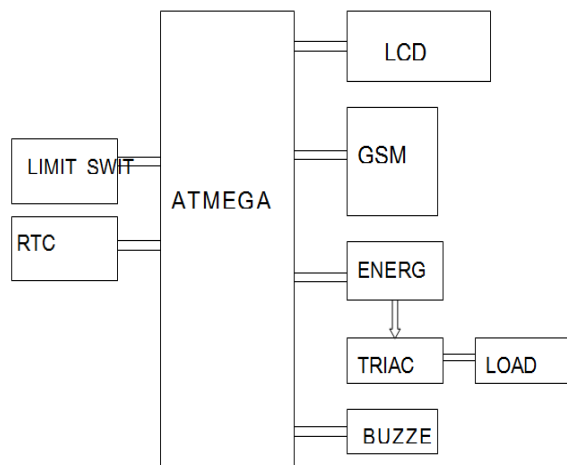 LCD
LIMIT SWIT
GSM
ATMEGA
RTC
ENERG
TRIAC
LOAD
BUZZE